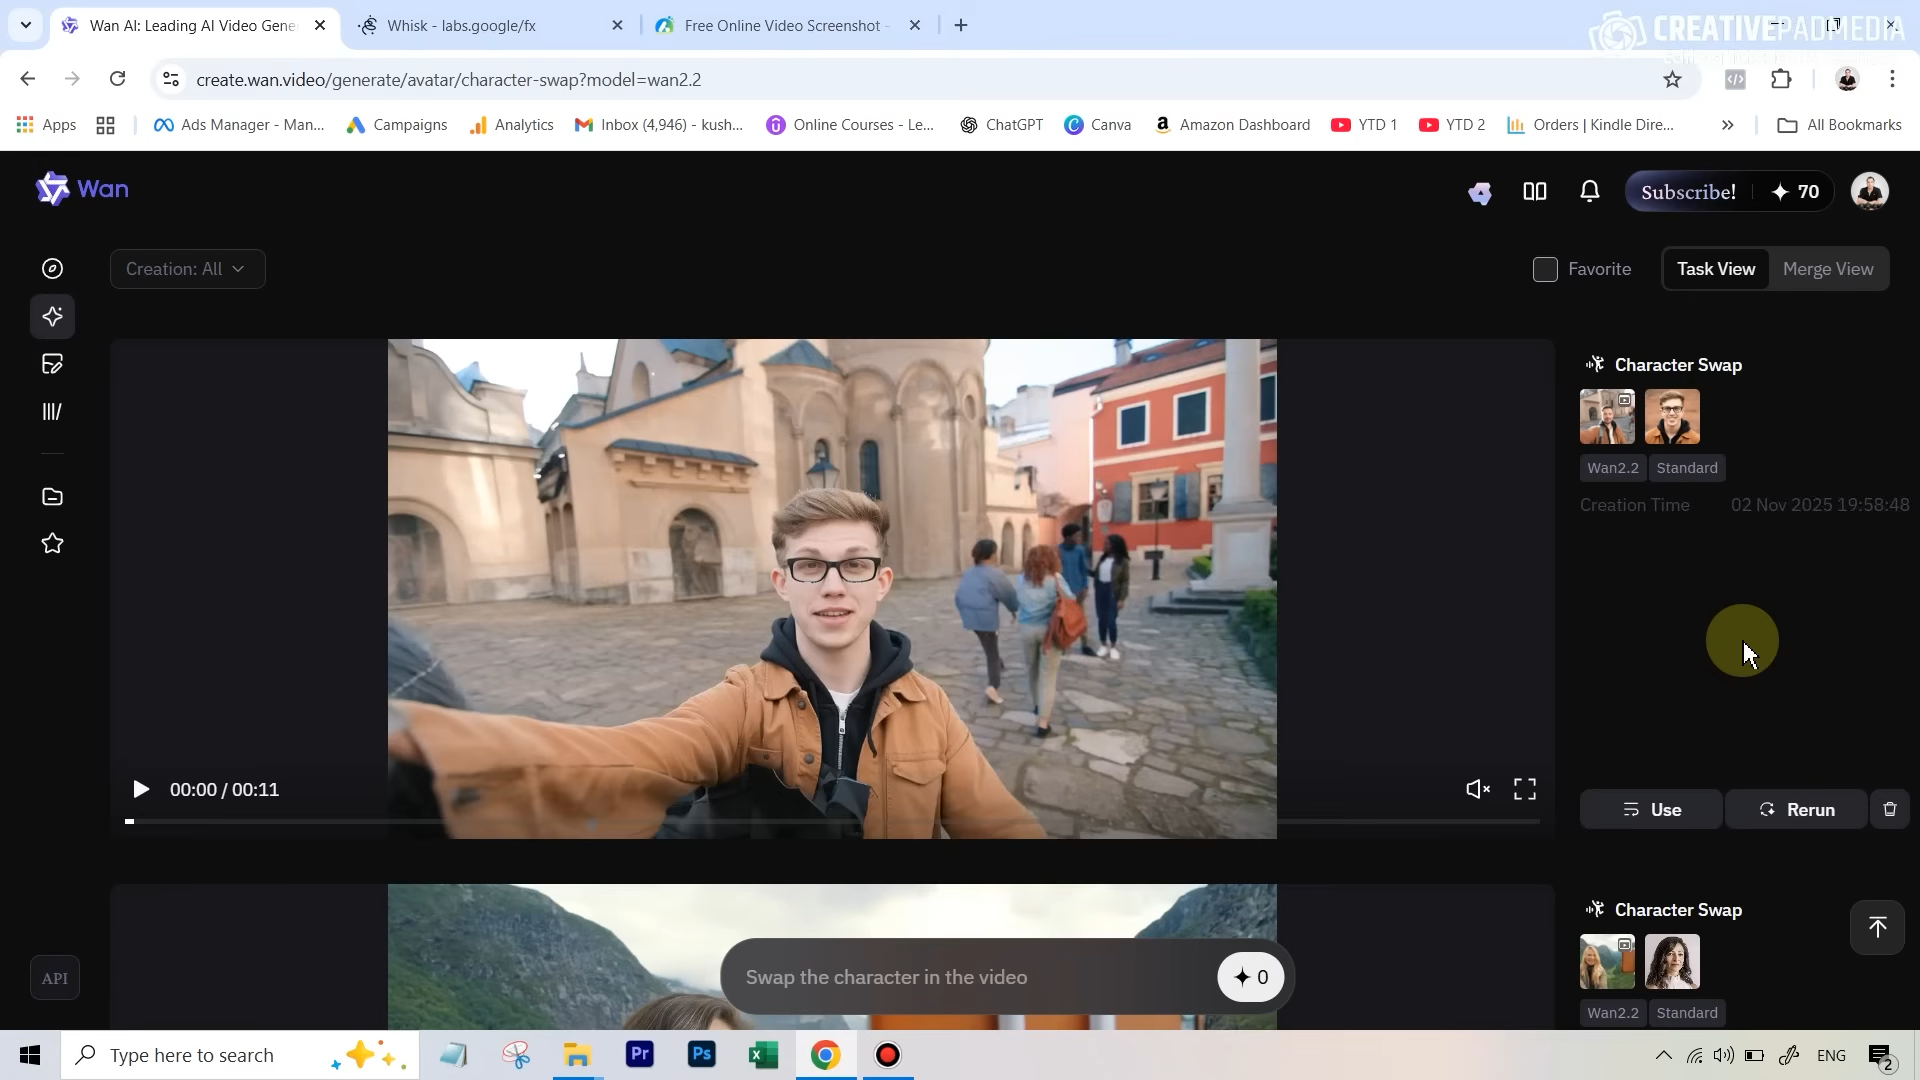 Wan AI: Leading AI Video Gene
Whisk - labs.google/fx
Free Online Video Screenshot -
CREATIVEPADMEDIA
create.wan.video/generate/avatar/character-swap?model=wan2.2
Apps
Ads Manager - Man...
Campaigns
Analytics
Inbox (4,946) - kush...
Online Courses - Le...
ChatGPT
Canva
Amazon Dashboard
YTD 1
YTD 2
Orders | Kindle Dire...
All Bookmarks
Wan
Subscribe!
70
Creation: All
Favorite
Task View
Merge View
Character Swap
Wan2.2
Standard
Creation Time
02 Nov 2025 19:58:48
00:00 / 00:11
Use
Rerun
Character Swap
Wan2.2
Standard
API
Swap the character in the video
0
Type here to search
Pr
Ps
ENG
2